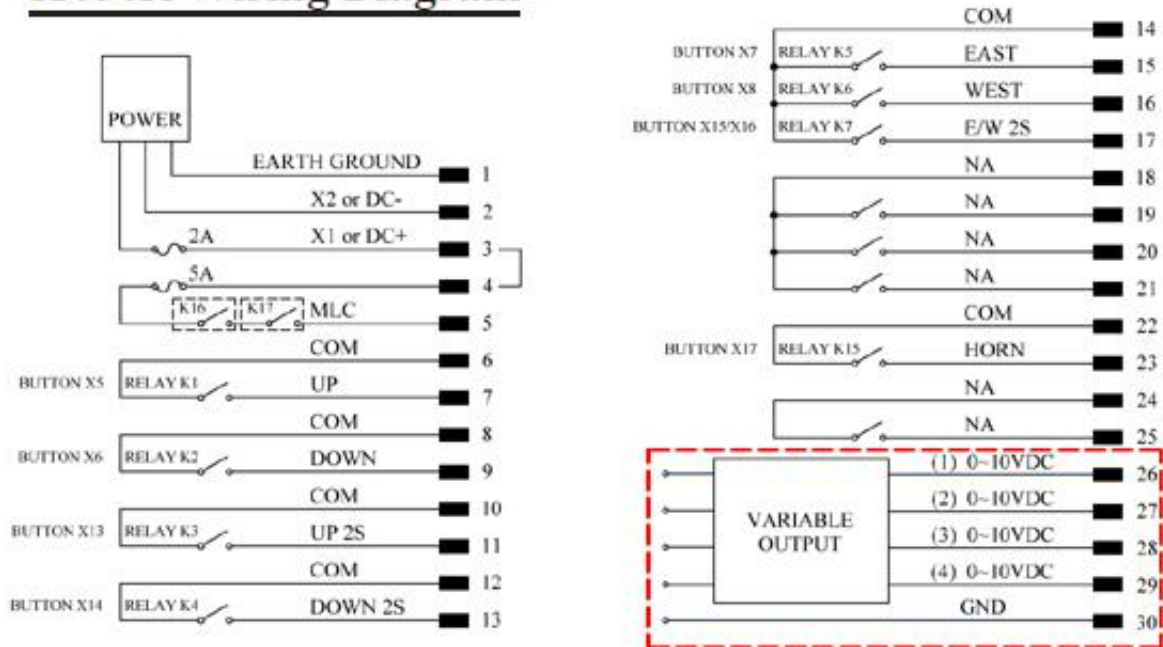 Wiring Diagram
POWER
EARTH GROUND 1
X2 or DC- 2
2A X1 or DC+ 3
5A 4
K16 K17 MLC 5
COM 6
BUTTON X5 RELAY K1 UP 7
COM 8
BUTTON X6 RELAY K2 DOWN 9
COM 10
BUTTON X13 RELAY K3 UP 2S 11
COM 12
BUTTON X14 RELAY K4 DOWN 2S 13
COM 14
BUTTON X7 RELAY K5 EAST 15
BUTTON X8 RELAY K6 WEST 16
BUTTON X15/X16 RELAY K7 E/W 2S 17
NA 18
NA 19
NA 20
NA 21
COM 22
BUTTON X17 RELAY K15 HORN 23
NA 24
NA 25
VARIABLE
OUTPUT
(1) 0~10VDC 26
(2) 0~10VDC 27
(3) 0~10VDC 28
(4) 0~10VDC 29
GND 30